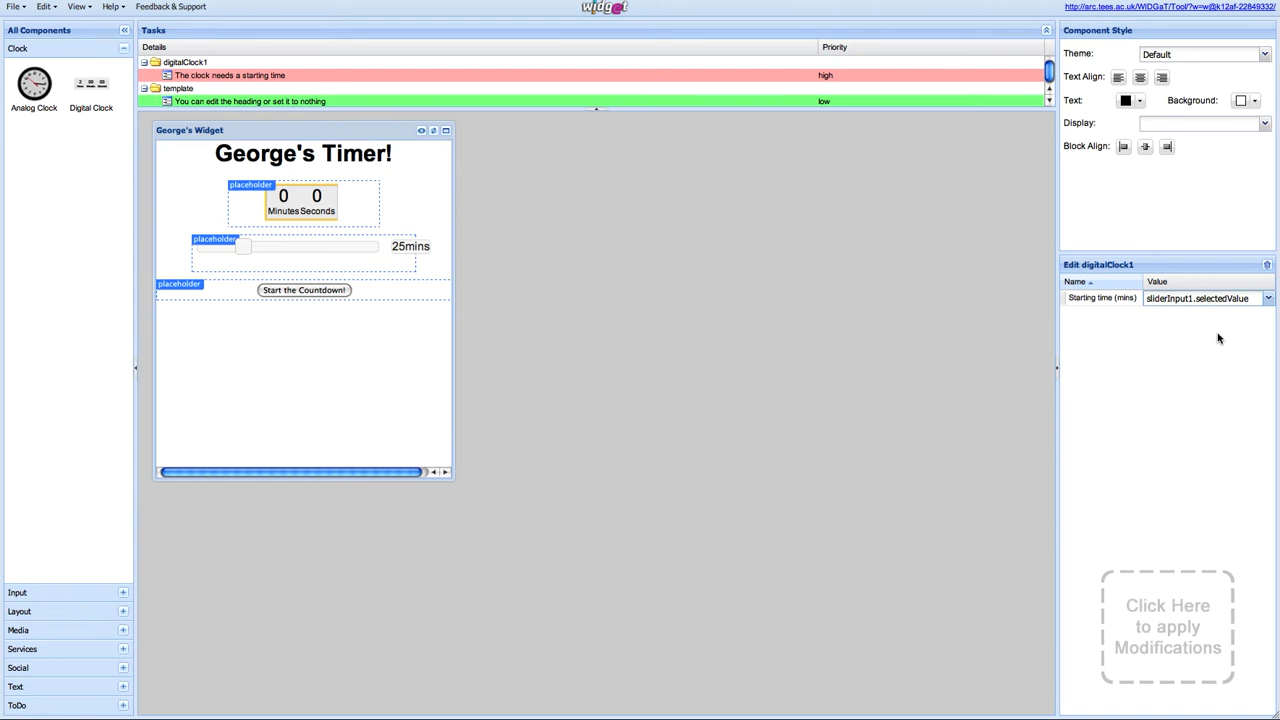 File
Edit
View
Help
Feedback & Support
widgat
http://arc.tees.ac.uk/WIDGaT/Tool/?w=w@k12af-22849332/
All Components
Clock
Analog Clock
Digital Clock
Input
Layout
Media
Services
Social
Text
ToDo
Tasks
Details
Priority
digitalClock1
The clock needs a starting time
high
template
You can edit the heading or set it to nothing
low
George's Widget
George's Timer!
placeholder
0 0
Minutes Seconds
placeholder
25mins
placeholder
Start the Countdown!
Component Style
Theme:
Default
Text Align:
Text:
Background:
Display:
Block Align:
Edit digitalClock1
Name
Value
Starting time (mins)
sliderInput1.selectedValue
Click Here
to apply
Modifications